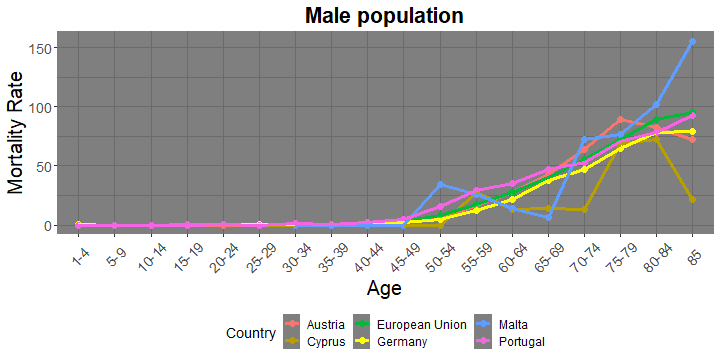 Male population
Mortality Rate
150
100
50
0
1-4 5-9 10-14 15-19 20-24 25-29 30-34 35-39 40-44 45-49 50-54 55-59 60-64 65-69 70-74 75-79 80-84 85
Age
Country
Austria European Union Malta
Cyprus Germany Portugal